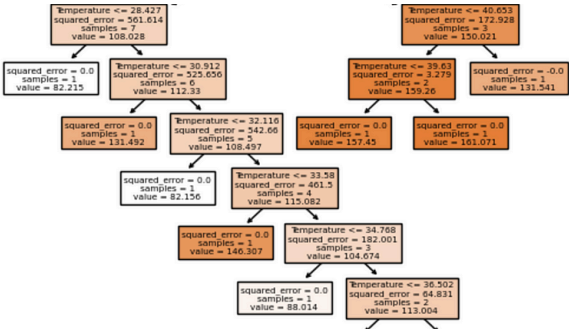 Temperature <= 28.427
squared_error = 561.614
samples = 7
value = 108.028
Temperature <= 40.653
squared_error = 172.928
samples = 3
value = 150.021
squared_error = 0.0
samples = 1
value = 82.215
Temperature <= 30.912
squared_error = 525.656
samples = 6
value = 112.33
Temperature <= 39.63
squared_error = 3.279
samples = 2
value = 159.26
squared_error = -0.0
samples = 1
value = 131.541
squared_error = 0.0
samples = 1
value = 131.492
Temperature <= 32.116
squared_error = 542.66
samples = 5
value = 108.497
squared_error = 0.0
samples = 1
value = 157.45
squared_error = 0.0
samples = 1
value = 161.071
squared_error = 0.0
samples = 1
value = 82.156
Temperature <= 33.58
squared_error = 461.5
samples = 4
value = 115.082
squared_error = 0.0
samples = 1
value = 146.307
Temperature <= 34.768
squared_error = 182.001
samples = 3
value = 104.674
squared_error = 0.0
samples = 1
value = 88.014
Temperature <= 36.502
squared_error = 64.831
samples = 2
value = 113.004